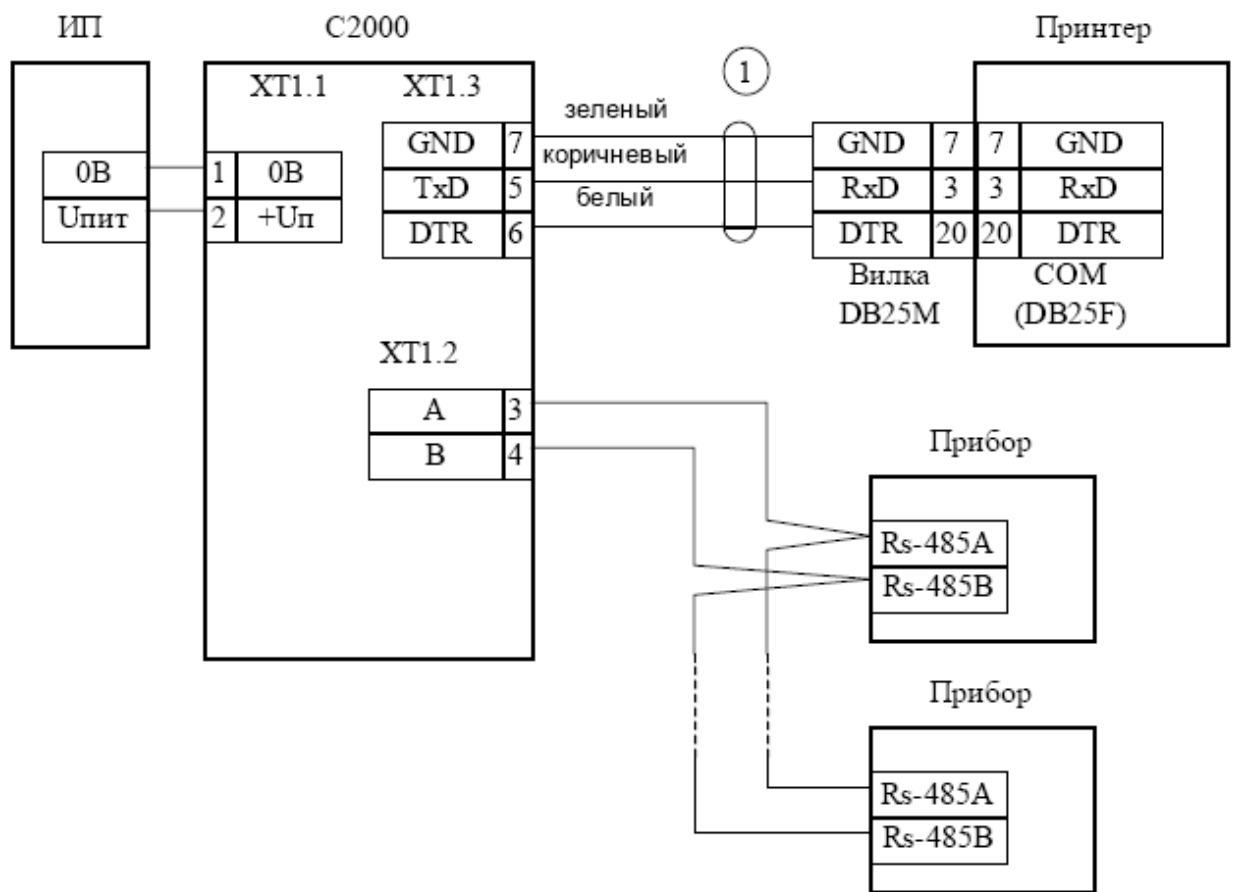 ИП
С2000
Принтер
XT1.1
XT1.3
1
зеленый
GND 7
GND 7 7 GND
коричневый
0В
1 0В
TxD 5
RxD 3 3 RxD
белый
Uпит
2 +Uп
DTR 6
DTR 20 20 DTR
Вилка
DB25M
COM
(DB25F)
XT1.2
A 3
B 4
Прибор
Rs-485A
Rs-485B
Прибор
Rs-485A
Rs-485B